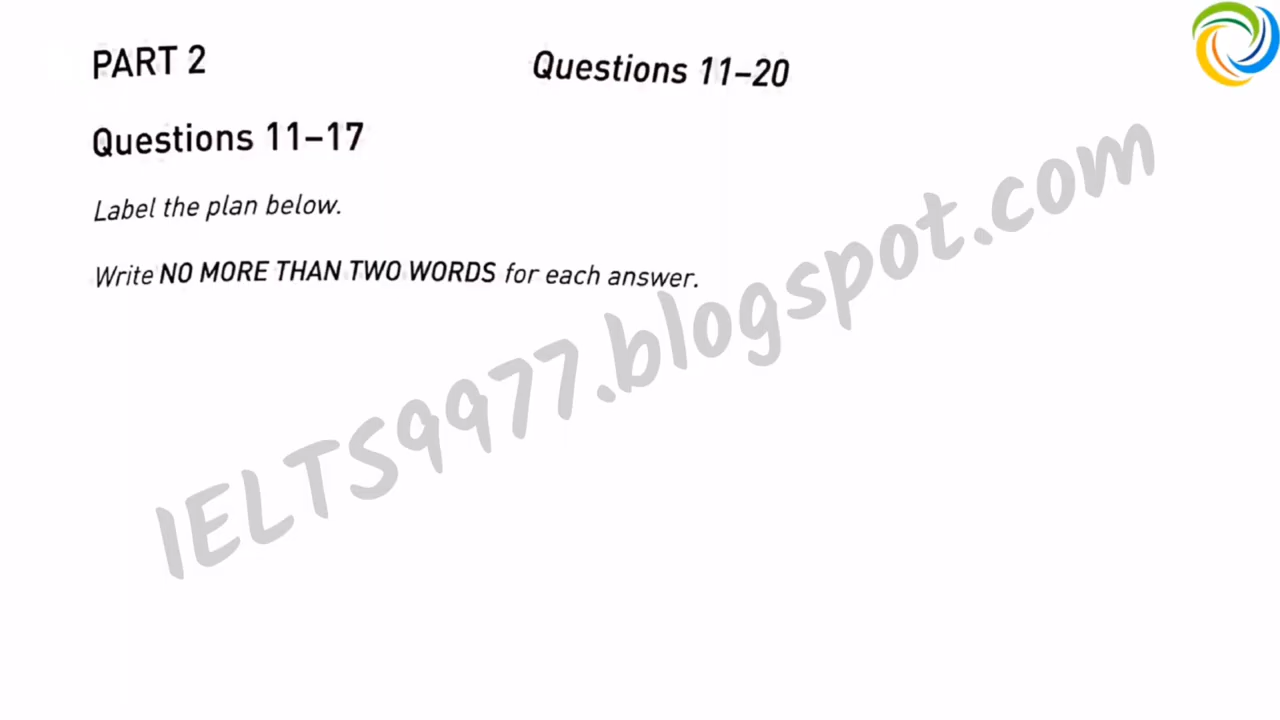 PART 2
Questions 11–20
Questions 11–17
Label the plan below.
Write NO MORE THAN TWO WORDS for each answer.
IELTS9977.blogspot.com